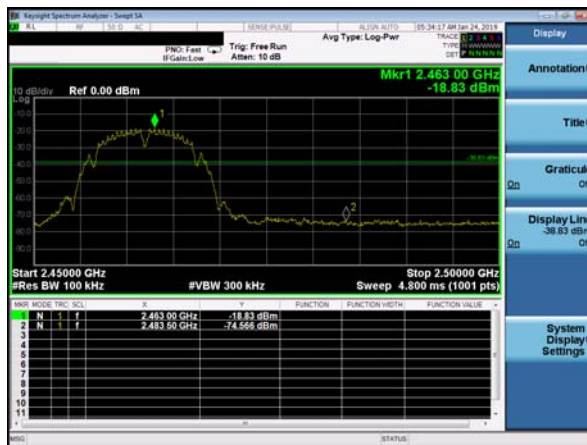 Keysight Spectrum Analyzer - Swept SA
RL RF 50 Ω AC SENSE:PULSE ALIGN AUTO 05:34:17 AM Jan 24, 2019
PNO: Fast Trig: Free Run Avg Type: Log-Pwr TRACE 1 2 3 4 5 6
IFGain:Low Atten: 10 dB TYPE
DET P N N N N N
Mkr1 2.463 00 GHz
10 dB/div Ref 0.00 dBm -18.83 dBm
Log
-10.0
-20.0
-30.0
-40.0
-50.0
-60.0
-70.0
-80.0
-90.0
1
2
-38.83 dBm
Start 2.45000 GHz Stop 2.50000 GHz
#Res BW 100 kHz #VBW 300 kHz Sweep 4.800 ms (1001 pts)
MKR MODE TRC SCL X Y FUNCTION FUNCTION WIDTH FUNCTION VALUE
1 N 1 f 2.463 00 GHz -18.83 dBm
2 N 1 f 2.483 50 GHz -74.566 dBm
3
4
5
6
7
8
9
10
11
MSG STATUS
Display
Annotation
Title
Graticul
On Of
Display Line
-38.83 dBm
On Of
System
Display
Settings